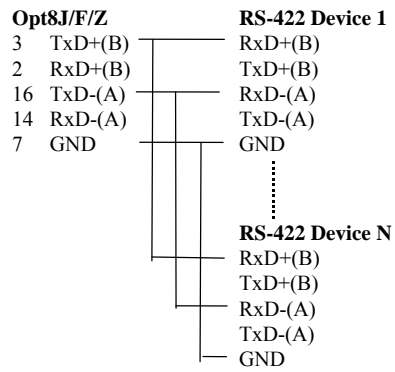 Opt8J/F/Z
3 TxD+(B)
2 RxD+(B)
16 TxD-(A)
14 RxD-(A)
7 GND
RS-422 Device 1
RxD+(B)
TxD+(B)
RxD-(A)
TxD-(A)
GND
RS-422 Device N
RxD+(B)
TxD+(B)
RxD-(A)
TxD-(A)
GND